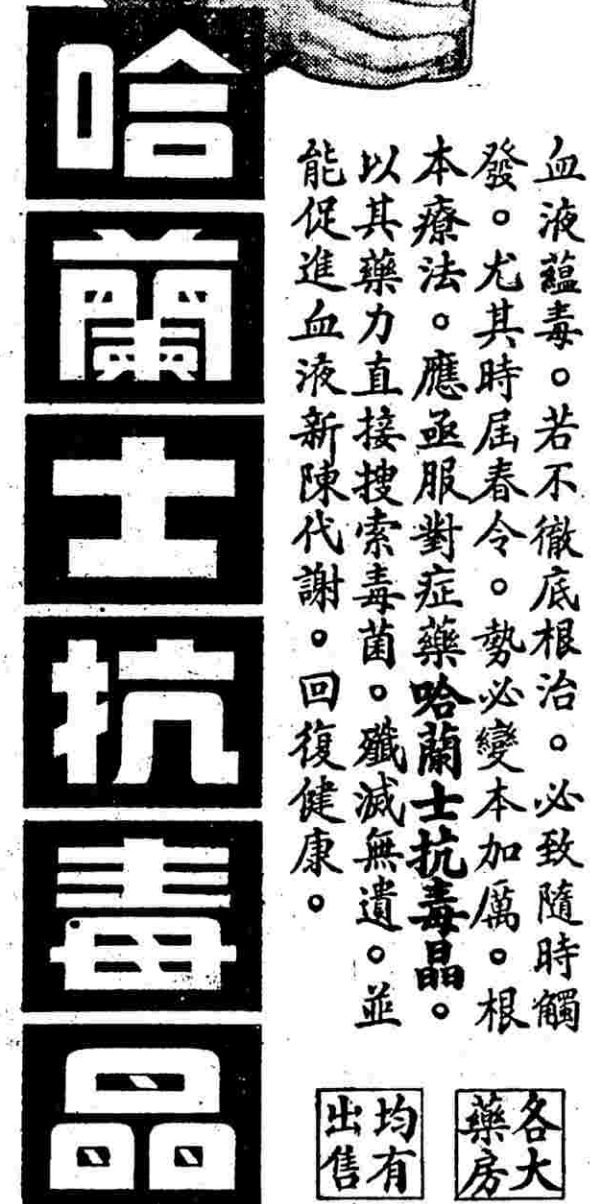 血液蘊毒。若不徹底根治。必致隨時觸
發。尤其時屆春令。勢必變本加厲。根
本療法。應亟服對症藥哈蘭士抗毒晶。
以其藥力直接搜索毒菌。殲滅無遺。並
能促進血液新陳代謝。回復健康。
各大
藥房
均有
出售
哈蘭士抗毒晶